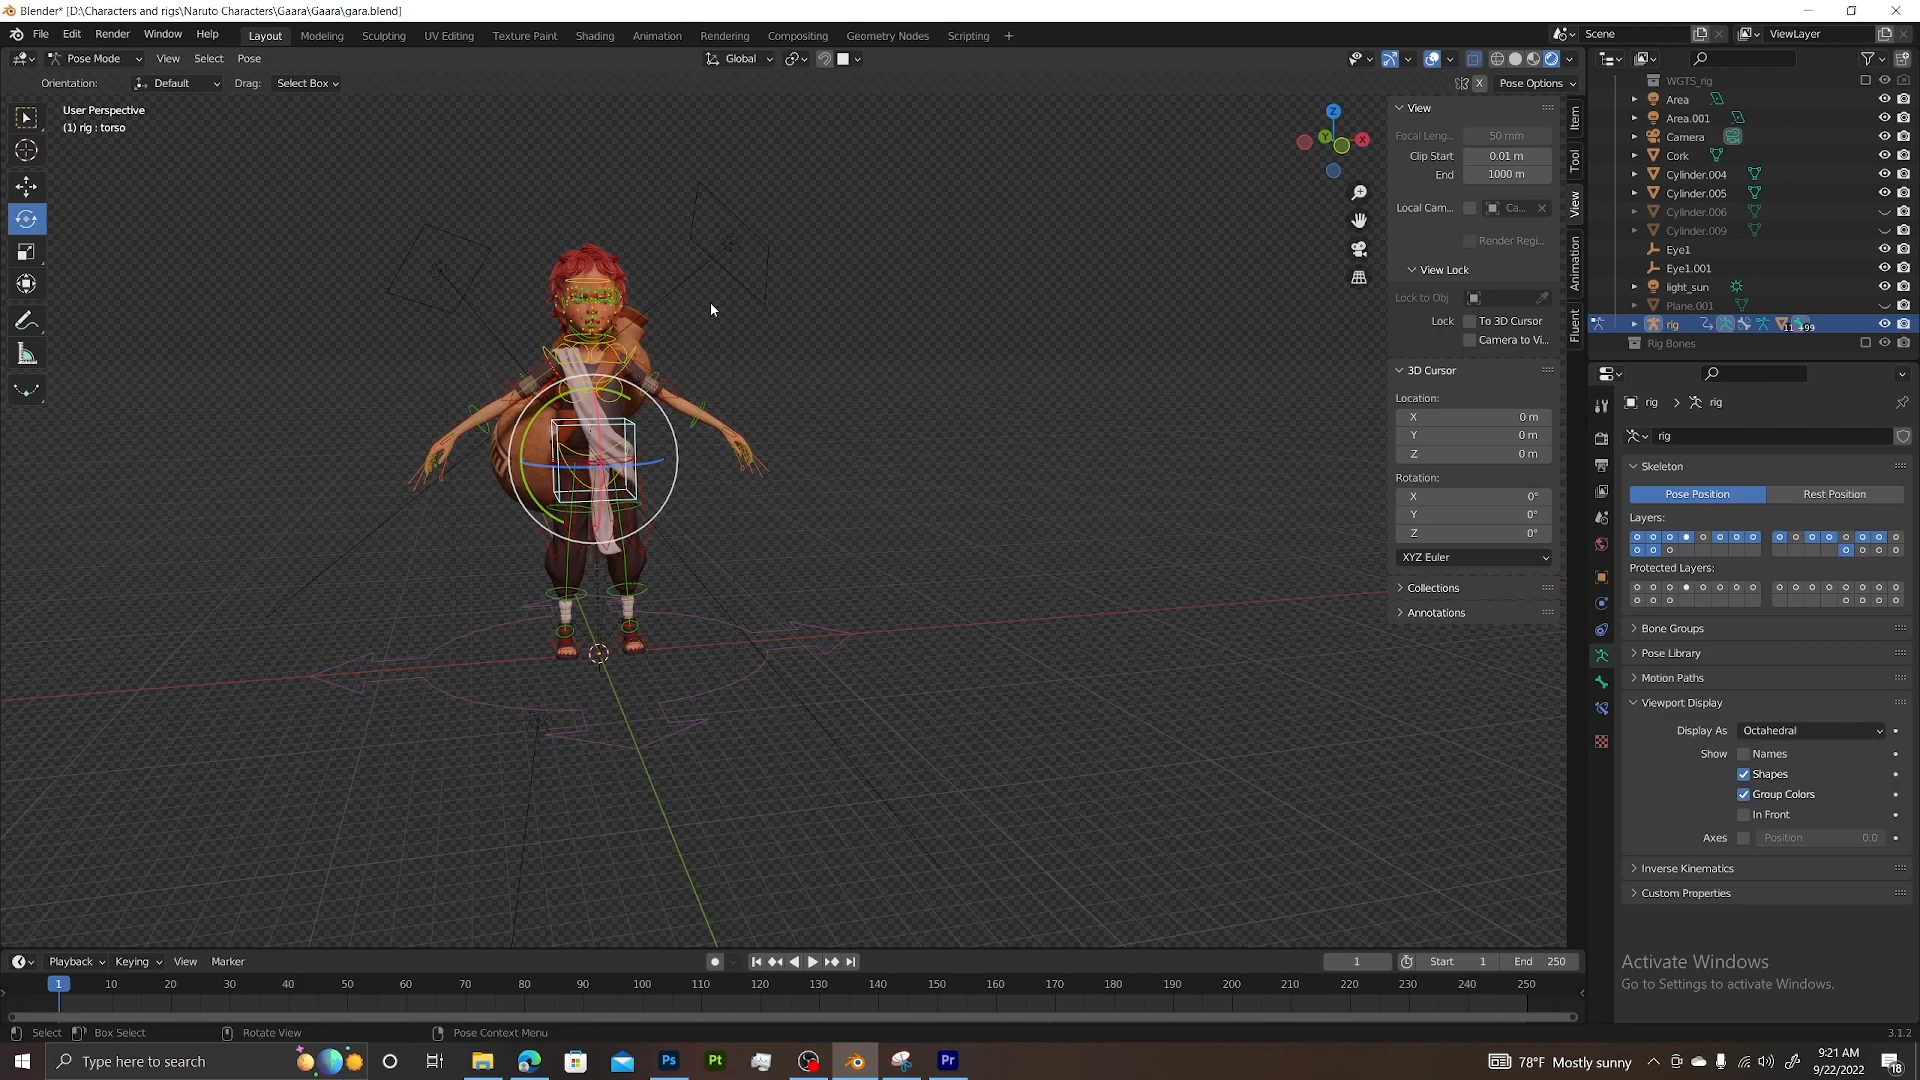 Blender* [D:\Characters and rigs\Naruto Characters\Gaara\Gaara\gara.blend]
File Edit Render Window Help Layout Modeling Sculpting UV Editing Texture Paint Shading Animation Rendering Compositing Geometry Nodes Scripting + Scene ViewLayer
Pose Mode View Select Pose Global
Orientation: Default Drag: Select Box X Pose Options
User Perspective
(1) rig : torso
Z
Y
X
View
Focal Leng... 50 mm
Clip Start 0.01 m
End 1000 m
Local Cam... Ca...
Render Regi...
View Lock
Lock to Obj
Lock To 3D Cursor
Camera to Vi...
3D Cursor
Location:
X 0 m
Y 0 m
Z 0 m
Rotation:
X 0°
Y 0°
Z 0°
XYZ Euler
Collections
Annotations
Item
Tool
View
Animation
Fluent
WGTS_rig
Area
Area.001
Camera
Cork
Cylinder.004
Cylinder.005
Cylinder.006
Cylinder.009
Eye1
Eye1.001
light_sun
Plane.001
rig 11 +99
Rig Bones
rig > rig
rig
Skeleton
Pose Position Rest Position
Layers:
Protected Layers:
Bone Groups
Pose Library
Motion Paths
Viewport Display
Display As Octahedral
Show Names
Shapes
Group Colors
In Front
Axes Position 0.0
Inverse Kinematics
Custom Properties
Activate Windows
Go to Settings to activate Windows.
Playback Keying View Marker 1 Start 1 End 250
1 10 20 30 40 50 60 70 80 90 100 110 120 130 140 150 160 170 180 190 200 210 220 230 240 250
Select Box Select Rotate View Pose Context Menu 3.1.2
Type here to search Ps Pt Pr 78°F Mostly sunny 9:21 AM
9/22/2022 18